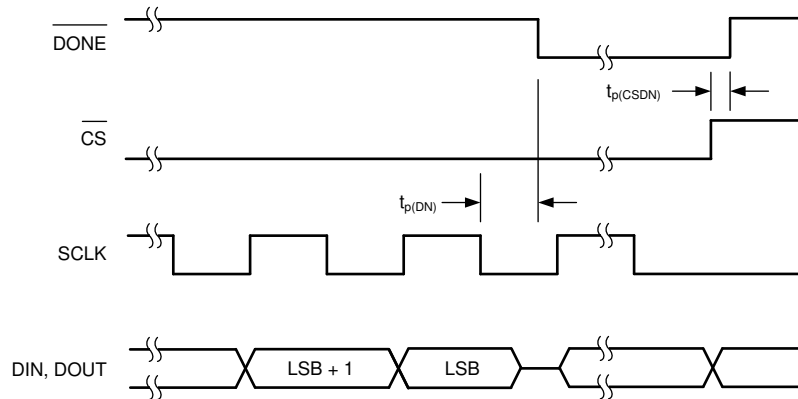 DONE
t_p(CSDN)
CS
t_p(DN)
SCLK
DIN, DOUT
LSB + 1
LSB